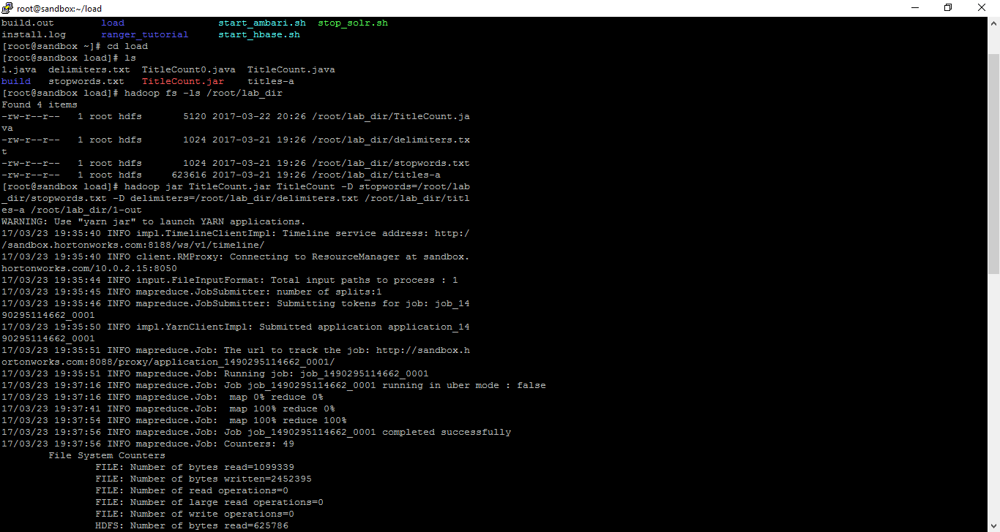 root@sandbox:~/load
build.out        load                start_ambari.sh  stop_solr.sh
install.log      ranger_tutorial     start_hbase.sh
[root@sandbox ~]# cd load
[root@sandbox load]# ls
1.java  delimiters.txt  TitleCount0.java  TitleCount.java
build   stopwords.txt   TitleCount.jar    titles-a
[root@sandbox load]# hadoop fs -ls /root/lab_dir
Found 4 items
-rw-r--r--   1 root hdfs       5120 2017-03-22 20:26 /root/lab_dir/TitleCount.ja
va
-rw-r--r--   1 root hdfs       1024 2017-03-21 19:26 /root/lab_dir/delimiters.tx
t
-rw-r--r--   1 root hdfs       1024 2017-03-21 19:26 /root/lab_dir/stopwords.txt
-rw-r--r--   1 root hdfs     623616 2017-03-21 19:26 /root/lab_dir/titles-a
[root@sandbox load]# hadoop jar TitleCount.jar TitleCount -D stopwords=/root/lab
_dir/stopwords.txt -D delimiters=/root/lab_dir/delimiters.txt /root/lab_dir/titl
es-a /root/lab_dir/1-out
WARNING: Use "yarn jar" to launch YARN applications.
17/03/23 19:35:40 INFO impl.TimelineClientImpl: Timeline service address: http:/
/sandbox.hortonworks.com:8188/ws/v1/timeline/
17/03/23 19:35:40 INFO client.RMProxy: Connecting to ResourceManager at sandbox.
hortonworks.com/10.0.2.15:8050
17/03/23 19:35:44 INFO input.FileInputFormat: Total input paths to process : 1
17/03/23 19:35:45 INFO mapreduce.JobSubmitter: number of splits:1
17/03/23 19:35:46 INFO mapreduce.JobSubmitter: Submitting tokens for job: job_14
90295114662_0001
17/03/23 19:35:50 INFO impl.YarnClientImpl: Submitted application application_14
90295114662_0001
17/03/23 19:35:51 INFO mapreduce.Job: The url to track the job: http://sandbox.h
ortonworks.com:8088/proxy/application_1490295114662_0001/
17/03/23 19:35:51 INFO mapreduce.Job: Running job: job_1490295114662_0001
17/03/23 19:37:16 INFO mapreduce.Job: Job job_1490295114662_0001 running in uber mode : false
17/03/23 19:37:16 INFO mapreduce.Job:  map 0% reduce 0%
17/03/23 19:37:41 INFO mapreduce.Job:  map 100% reduce 0%
17/03/23 19:37:54 INFO mapreduce.Job:  map 100% reduce 100%
17/03/23 19:37:56 INFO mapreduce.Job: Job job_1490295114662_0001 completed successfully
17/03/23 19:37:56 INFO mapreduce.Job: Counters: 49
        File System Counters
                FILE: Number of bytes read=1099339
                FILE: Number of bytes written=2452395
                FILE: Number of read operations=0
                FILE: Number of large read operations=0
                FILE: Number of write operations=0
                HDFS: Number of bytes read=625786